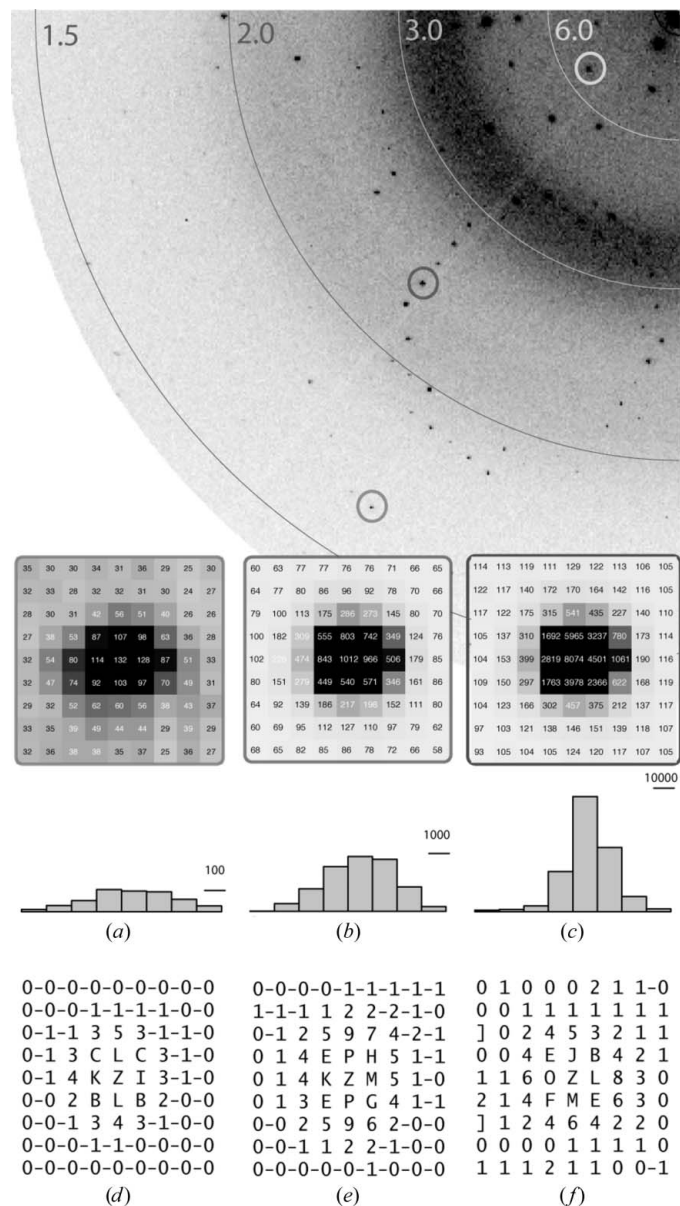 1.5
2.0
3.0
6.0
35 30 30 34 31 36 29 25 30
32 33 28 32 32 31 30 24 27
28 30 31 42 56 51 40 26 26
27 38 53 87 107 98 63 36 28
32 54 80 114 132 128 87 51 33
32 47 74 92 103 97 70 49 31
29 32 52 62 60 56 38 43 37
33 35 39 49 44 44 29 39 29
32 36 38 38 35 37 25 36 27
60 63 77 77 76 76 71 66 65
64 77 80 86 96 92 78 70 66
79 100 113 175 286 273 145 80 70
100 182 309 555 803 742 349 124 76
102 474 843 1012 966 506 179 85
80 151 279 449 540 571 346 161 86
64 92 139 186 217 198 152 111 80
60 69 95 112 127 110 97 79 62
68 65 82 85 86 78 72 66 58
114 113 119 111 129 122 113 106 105
122 117 140 172 170 164 142 116 105
117 122 175 315 541 435 227 140 110
105 137 310 1692 5965 3237 780 173 114
104 153 399 2819 8074 4501 1061 190 116
109 150 297 1763 3978 2366 622 168 119
104 123 166 302 457 375 212 137 117
97 103 121 138 146 151 139 118 107
93 105 104 105 124 120 117 107 105
100
1000
10000
(a)
(b)
(c)
0-0-0-0-0-0-0-0-0
0-0-0-1-1-1-1-0-0
0-1-1 3 5 3-1-1-0
0-1 3 C L C 3-1-0
0-1 4 K Z I 3-1-0
0-0 2 B L B 2-0-0
0-0-1 3 4 3-1-0-0
0-0-0-1-1-0-0-0-0
0-0-0-0-0-0-0-0-0
(d)
0-0-0-0-1-1-1-1-1
1-1-1 1 2 2-2-1-0
0-1 2 5 9 7 4-2-1
0 1 4 E P H 5 1-1
0 1 4 K Z M 5 1-0
0 1 3 E P G 4 1-1
0-0 2 5 9 6 2-0-0
0-0-1 1 2 2-1-0-0
0-0-0-0-0-1-0-0-0
(e)
0 1 0 0 0 2 1 1-0
0 0 1 1 1 1 1 1 1
] 0 2 4 5 3 2 1 1
0 0 4 E J B 4 2 1
1 1 6 O Z L 8 3 0
2 1 4 F M E 6 3 0
] 1 2 4 6 4 2 2 0
0 0 0 0 1 1 1 1 0
1 1 1 2 1 1 0 0-1
(f)